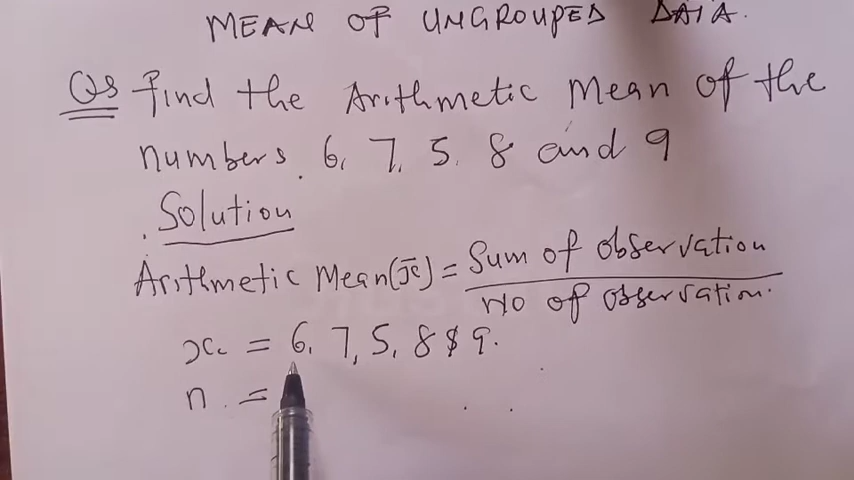 MEAN OF UNGROUPED DATA.
Qs find the Arithmetic Mean of the
numbers. 6, 7, 5, 8 and 9
Solution
Arithmetic Mean(x̄) = Sum of observation
No of observation.
x = 6, 7, 5, 8 $ 9.
n =